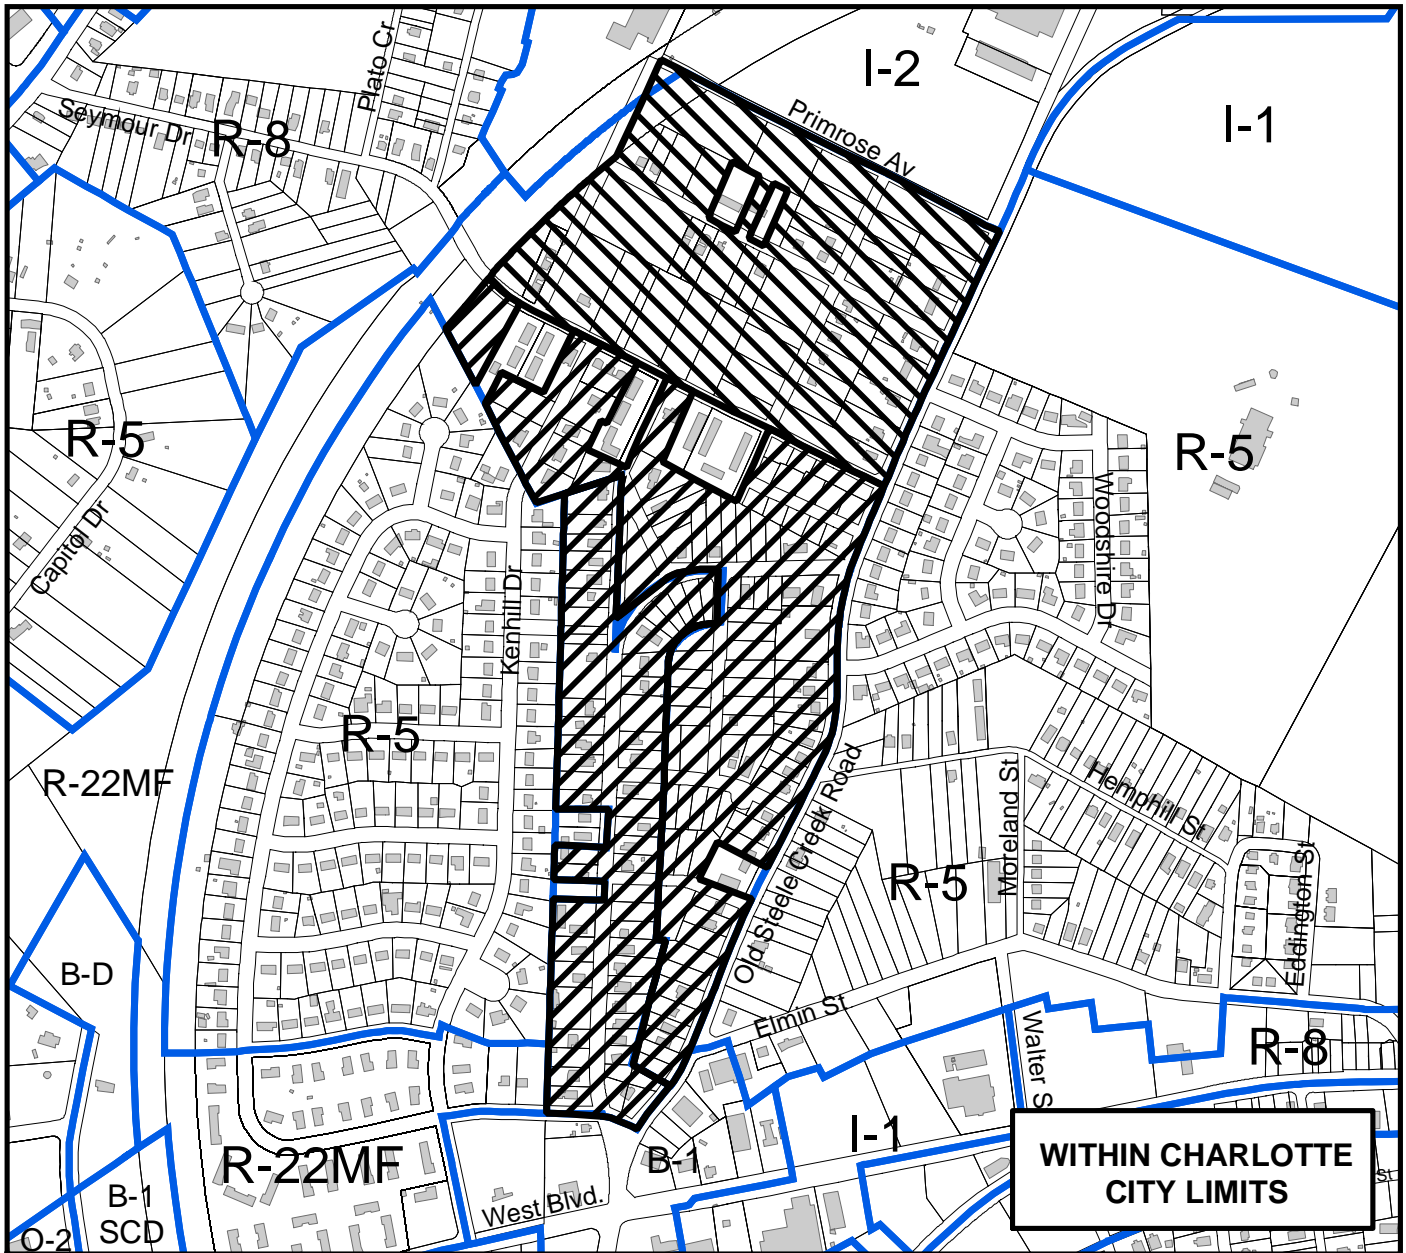 I-2
I-1
Primrose Av
Plato Cr
Seymour Dr
R-8
R-5
R-5
Capitol Dr
Woodshire Dr
Kenhill Dr
R-5
R-22MF
Old Steele Creek Road
Moreland St
Hemphill St
R-5
Eddington St
B-D
Elmin St
Walter S
R-8
I-1
R-22MF
B-1
WITHIN CHARLOTTE
CITY LIMITS
St
West Blvd.
B-1
SCD
O-2